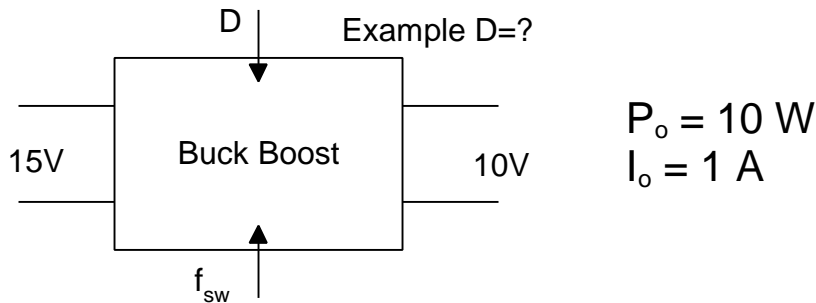 D
Example D=?
15V
Buck Boost
10V
Pₒ = 10 W
Iₒ = 1 A
fsw